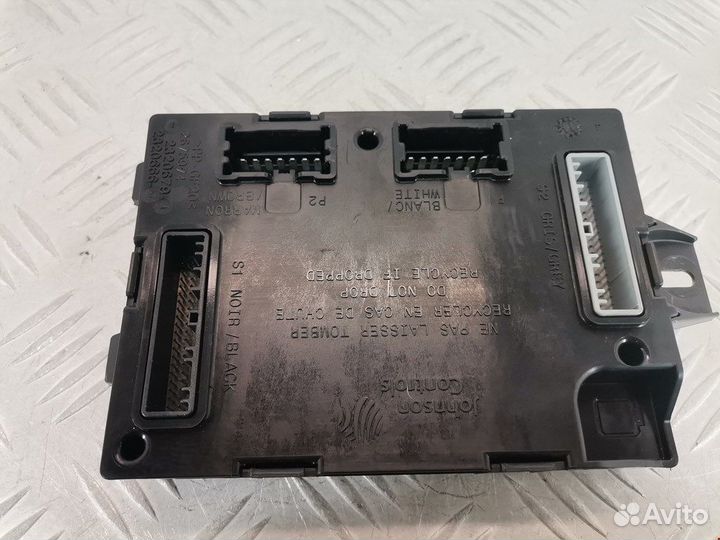 Johnson
Controls
NE PAS LAISSER TOMBER
RECYCLER EN CAS DE CHUTE
DO NOT DROP
RECYCLE IF DROPPED
S1 NOIR/BLACK
S2 GRIS/GREY
BLANC/
WHITE
MARRON
/BROWN
P2
Avito